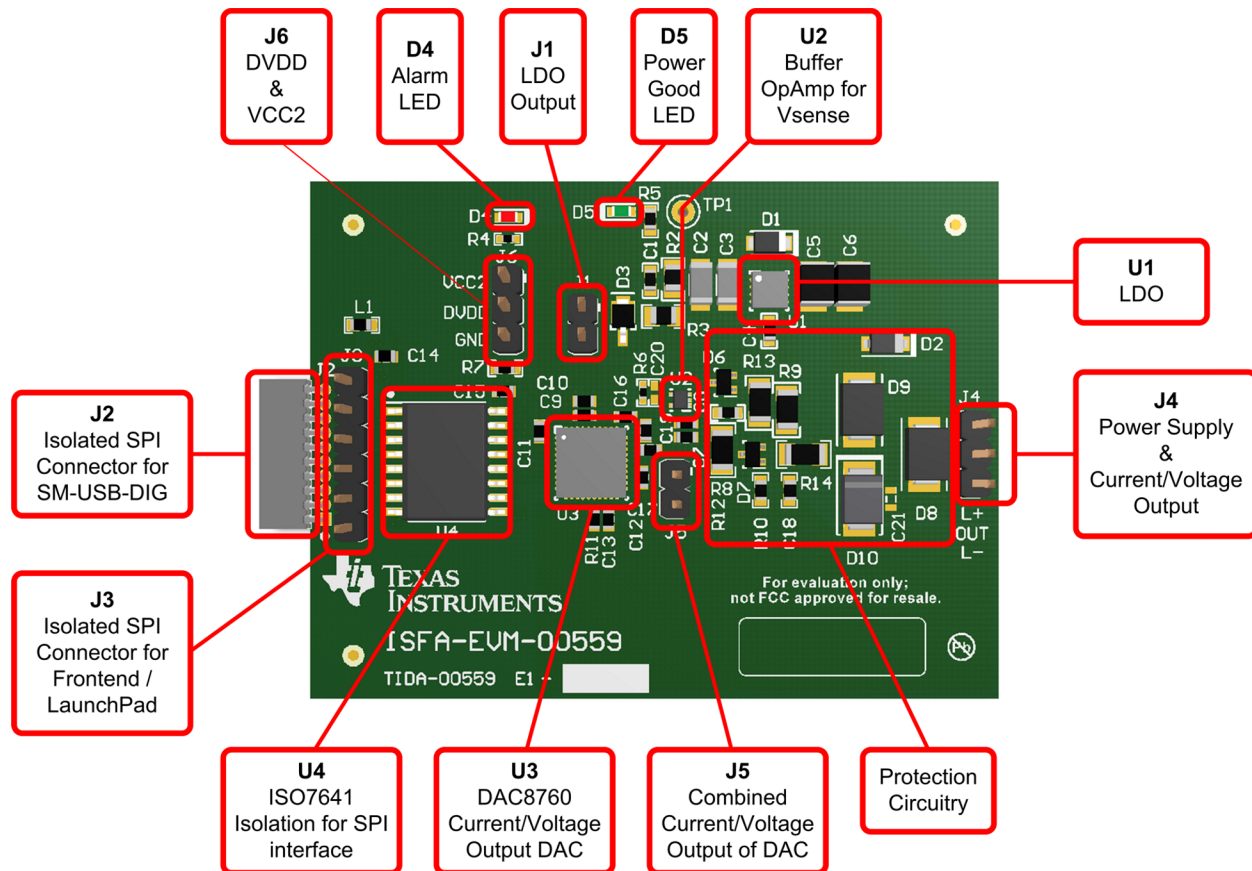 J6
DVDD
&
VCC2
D4
Alarm
LED
J1
LDO
Output
D5
Power
Good
LED
U2
Buffer
OpAmp for
Vsense
U1
LDO
J2
Isolated SPI
Connector for
SM-USB-DIG
J4
Power Supply
&
Current/Voltage
Output
J3
Isolated SPI
Connector for
Frontend /
LaunchPad
U4
ISO7641
Isolation for SPI
interface
U3
DAC8760
Current/Voltage
Output DAC
J5
Combined
Current/Voltage
Output of DAC
Protection
Circuitry
D4
R4
VCC2
DVDD
GND
R7
L1
C14
D5
R5
TP1
C1
R2
C2
C3
D1
C5
C6
D3
R3
D2
D6
R13
R9
D9
J4
R6
C20
C16
C10
C9
C11
U3
R11
C13
C12
C17
R8
R12
D7
R10
C18
R14
D10
C21
D8
L+
OUT
L-
TEXAS
INSTRUMENTS
ISFA-EVM-00559
TIDA-00559 E1-
For evaluation only;
not FCC approved for resale.
Pb